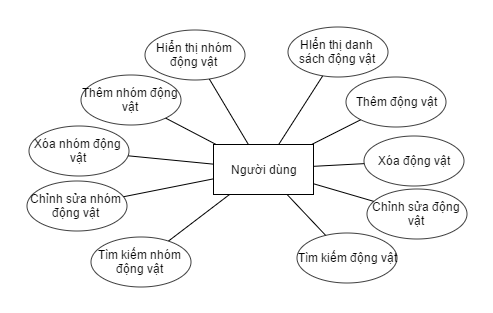 Hiển thị nhóm
động vật
HIển thị danh
sách động vật
Thêm nhóm động
vật
Thêm động vật
Xóa nhóm động
vật
Người dùng
Xóa động vật
Chỉnh sửa nhóm
động vật
Chỉnh sửa động
vật
Tìm kiếm nhóm
động vật
Tìm kiếm động vật